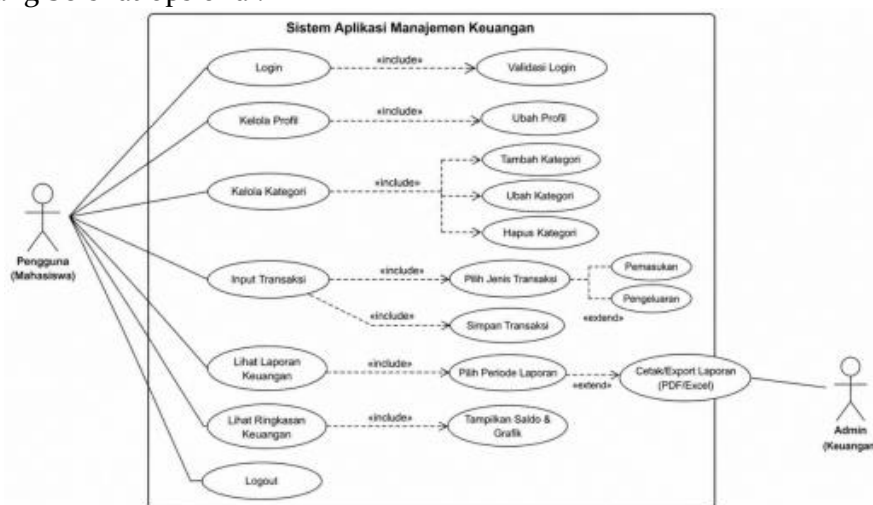 Sistem Aplikasi Manajemen Keuangan
Login
«include»
Validasi Login
Kelola Profil
«include»
Ubah Profil
Kelola Kategori
«include»
Tambah Kategori
Ubah Kategori
Hapus Kategori
Pengguna
(Mahasiswa)
Input Transaksi
«include»
Pilih Jenis Transaksi
Pemasukan
Pengeluaran
«extend»
«include»
Simpan Transaksi
Lihat Laporan
Keuangan
«include»
Pilih Periode Laporan
«extend»
Cetak/Export Laporan
(PDF/Excel)
Admin
(Keuangan
Lihat Ringkasan
Keuangan
«include»
Tampilkan Saldo &
Grafik
Logout